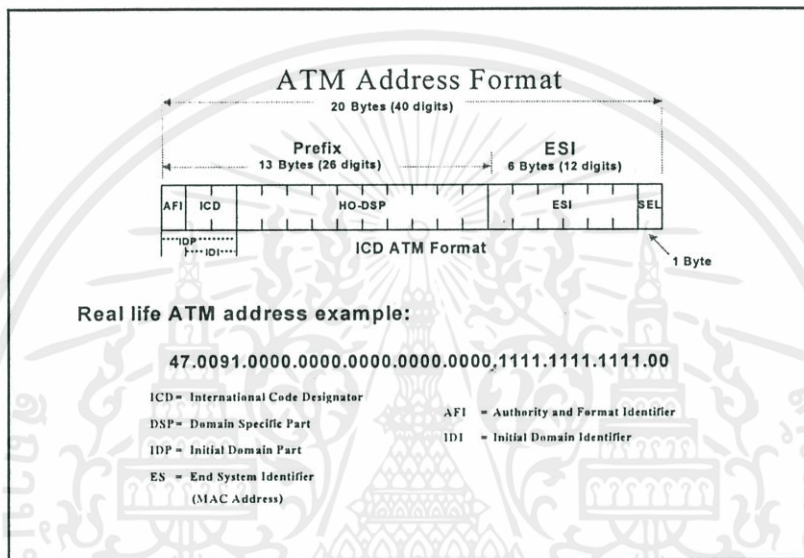 ATM Address Format
20 Bytes (40 digits)
Prefix ESI
13 Bytes (26 digits) 6 Bytes (12 digits)
AFI ICD HO-DSP ESI SEL
IDP
IDI
ICD ATM Format
1 Byte
Real life ATM address example:
47.0091.0000.0000.0000.0000.0000.1111.1111.1111.00
ICD = International Code Designator
DSP = Domain Specific Part
IDP = Initial Domain Part
ES = End System Identifier
(MAC Address)
AFI = Authority and Format Identifier
IDI = Initial Domain Identifier